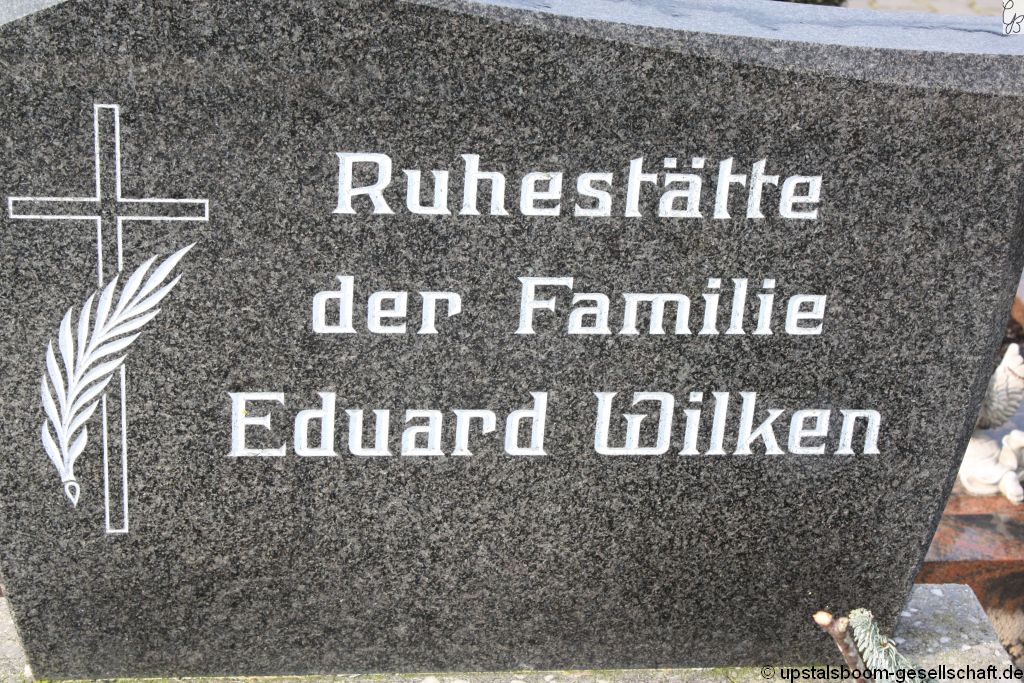 Ruhestätte
der Familie
Eduard Wilken
© upstalsboom-gesellschaft.de